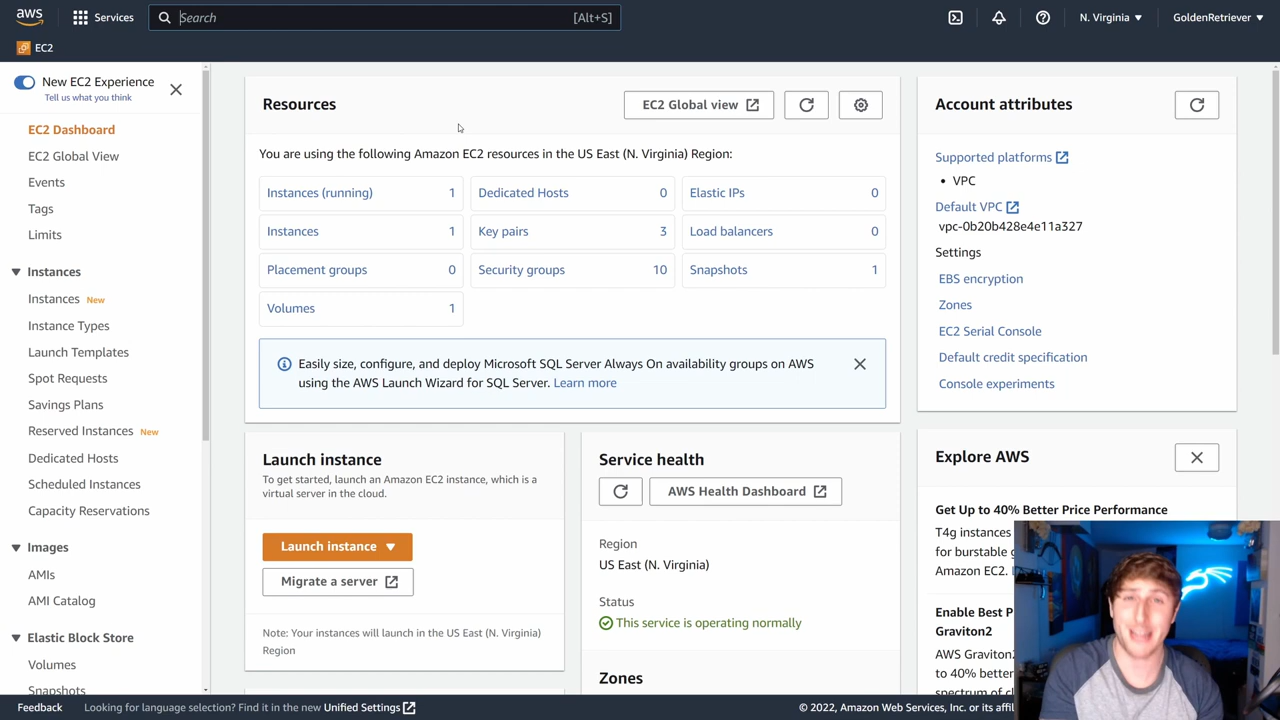 aws
Services
Search
[Alt+S]
N. Virginia
GoldenRetriever
EC2
New EC2 Experience
Tell us what you think
EC2 Dashboard
EC2 Global View
Events
Tags
Limits
Instances
Instances New
Instance Types
Launch Templates
Spot Requests
Savings Plans
Reserved Instances New
Dedicated Hosts
Scheduled Instances
Capacity Reservations
Images
AMIs
AMI Catalog
Elastic Block Store
Volumes
Snapshots
Resources
EC2 Global view
You are using the following Amazon EC2 resources in the US East (N. Virginia) Region:
Instances (running) 1
Dedicated Hosts 0
Elastic IPs 0
Instances 1
Key pairs 3
Load balancers 0
Placement groups 0
Security groups 10
Snapshots 1
Volumes 1
Easily size, configure, and deploy Microsoft SQL Server Always On availability groups on AWS
using the AWS Launch Wizard for SQL Server. Learn more
Launch instance
To get started, launch an Amazon EC2 instance, which is a
virtual server in the cloud.
Launch instance
Migrate a server
Note: Your instances will launch in the US East (N. Virginia)
Region
Service health
AWS Health Dashboard
Region
US East (N. Virginia)
Status
This service is operating normally
Zones
Account attributes
Supported platforms
• VPC
Default VPC
vpc-0b20b428e4e11a327
Settings
EBS encryption
Zones
EC2 Serial Console
Default credit specification
Console experiments
Explore AWS
Get Up to 40% Better Price Performance
T4g instances
for burstable
Amazon EC2.
Enable Best P
Graviton2
AWS Graviton2
to 40% better
spectrum of
Feedback
Looking for language selection? Find it in the new Unified Settings
© 2022, Amazon Web Services, Inc. or its affil